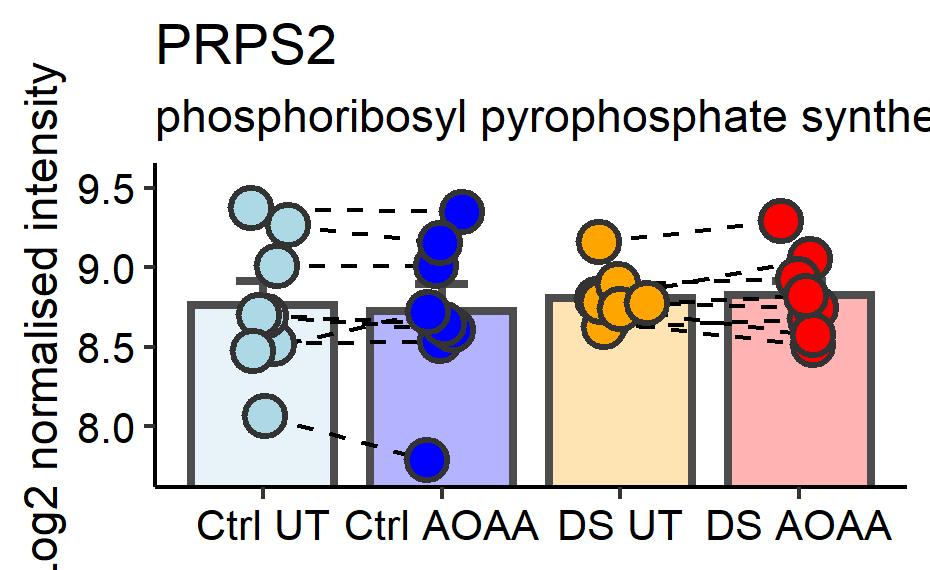 PRPS2
phosphoribosyl pyrophosphate synthe
Log2 normalised intensity
9.5
9.0
8.5
8.0
Ctrl UT Ctrl AOAA DS UT DS AOAA